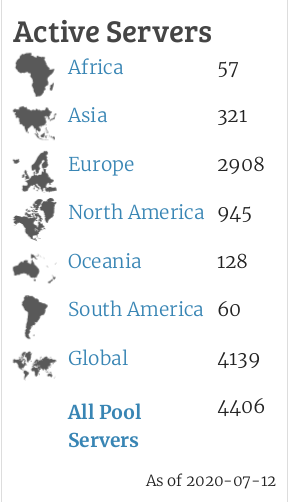 Active Servers
Africa 57
Asia 321
Europe 2908
North America 945
Oceania 128
South America 60
Global 4139
All Pool 4406
Servers
As of 2020-07-12